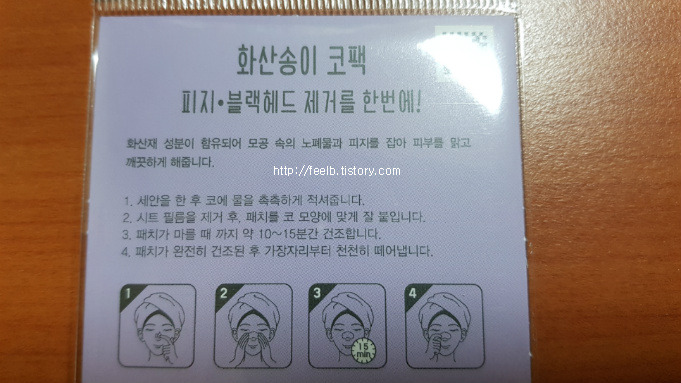 화산송이 코팩
피지•블랙헤드 제거를 한번에!
화산재 성분이 함유되어 모공 속의 노폐물과 피지를 잡아 피부를 맑고
깨끗하게 해줍니다.
http://feelb.tistory.com
1. 세안을 한 후 코에 물을 촉촉하게 적셔줍니다.
2. 시트 필름을 제거 후, 패치를 코 모양에 맞게 잘 붙입니다.
3. 패치가 마를 때 까지 약 10~15분간 건조합니다.
4. 패치가 완전히 건조된 후 가장자리부터 천천히 떼어냅니다.
1 2 3 4
15
min